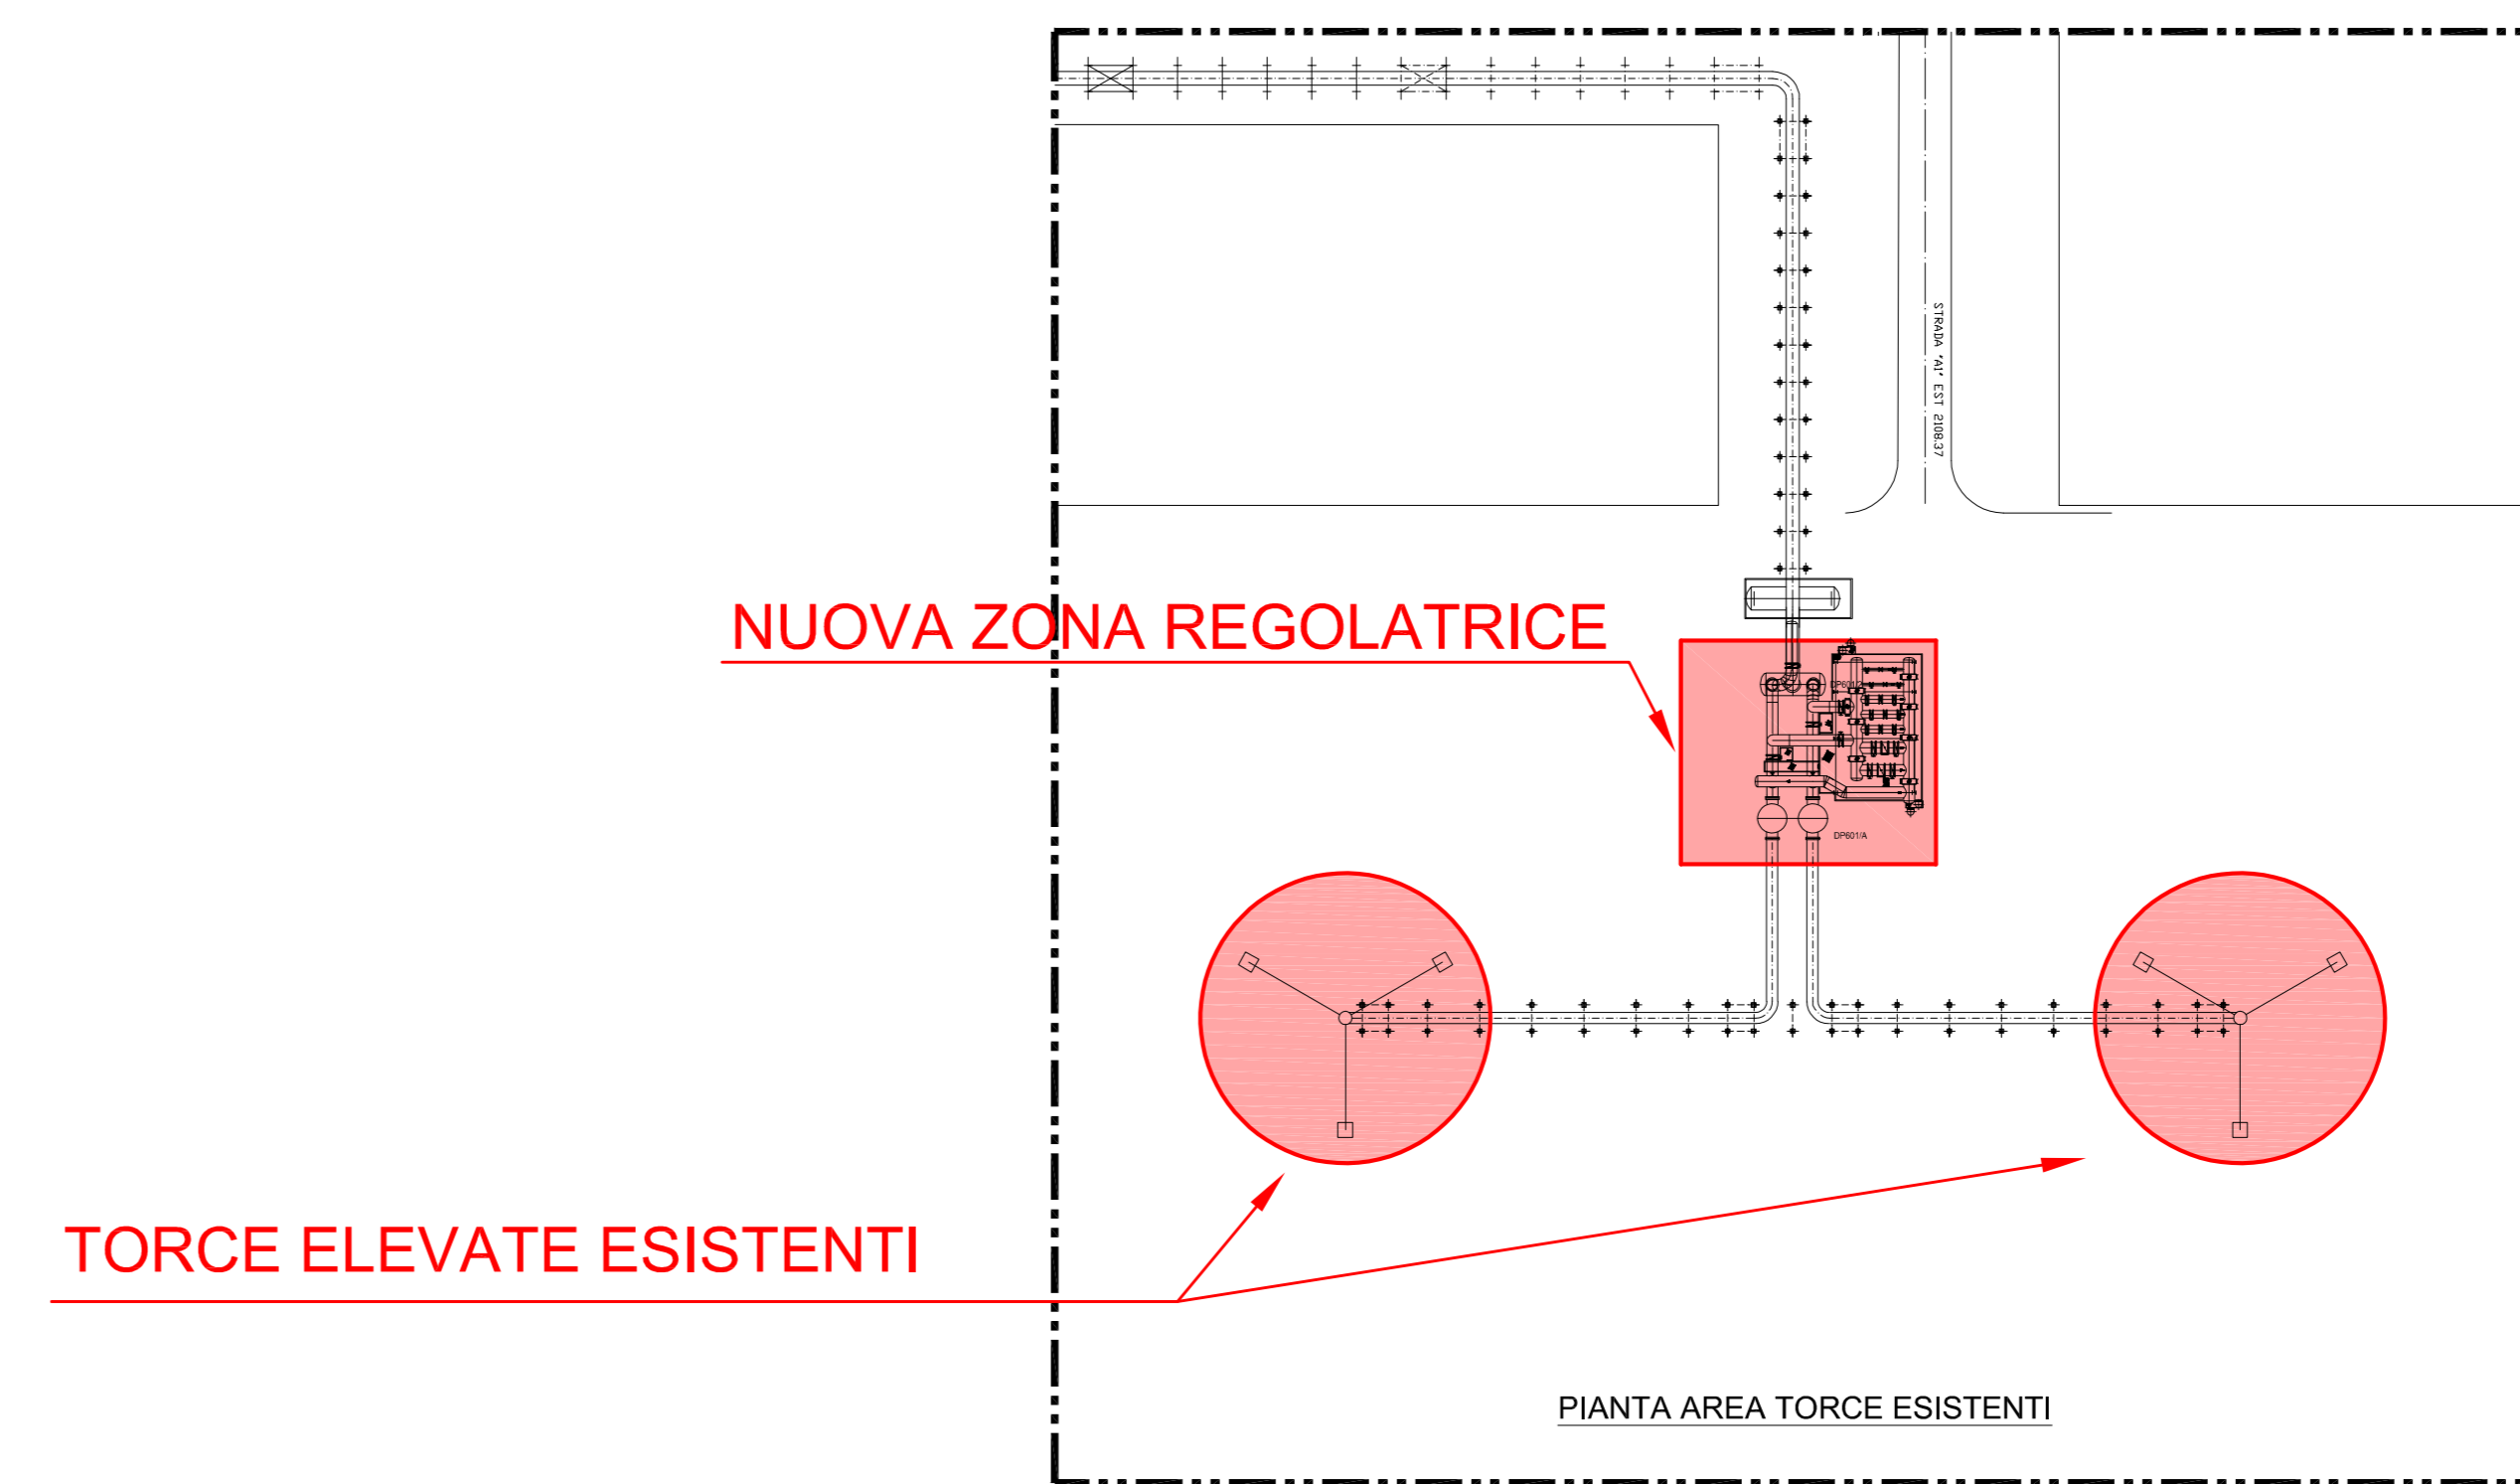 STRADA "A1" EST 2108.37
NUOVA ZONA REGOLATRICE
DP601/A
TORCE ELEVATE ESISTENTI
PIANTA AREA TORCE ESISTENTI